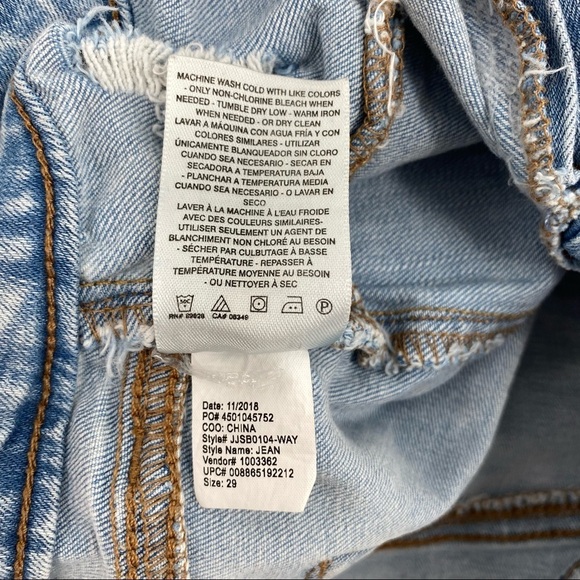 MACHINE WASH COLD WITH LIKE COLORS
- ONLY NON-CHLORINE BLEACH WHEN
NEEDED - TUMBLE DRY LOW - WARM IRON
- OR DRY CLEAN
LAVAR A MÁQUINA CON AGUA FRÍA Y CON
COLORES SIMILARES - UTILIZAR
ÚNICAMENTE BLANQUEADOR SIN CLORO
CUANDO SEA NECESARIO - SECAR EN
SECADORA A TEMPERATURA BAJA
- PLANCHAR A TEMPERATURA MEDIA
CUANDO SEA NECESARIO - O LAVAR EN
SECO
LAVER À LA MACHINE À L'EAU FROIDE
AVEC DES COULEURS SIMILAIRES-
UTILISER SEULEMENT UN AGENT DE
BLANCHIMENT NON CHLORÉ AU BESOIN
- SÉCHER PAR CULBUTAGE À BASSE
TEMPÉRATURE - REPASSER À
TEMPÉRATURE MOYENNE AU BESOIN
- OU NETTOYER À SEC
P
RN# 89829 CA# 08349
Date: 11/2018
PO# 4501045752
COO: CHINA
Style# JJSB0104-WAY
Style Name: JEAN
Vendor# 1003362
UPC# 008865192212
Size: 29